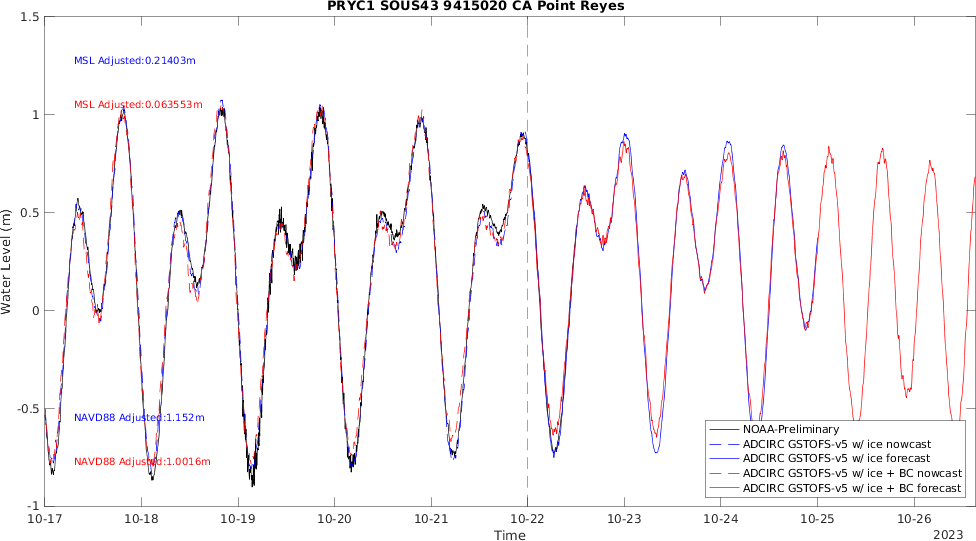 PRYC1 SOUS43 9415020 CA Point Reyes
1.5
1
0.5
0
-0.5
-1
Water Level (m)
MSL Adjusted:0.21403m
MSL Adjusted:0.063553m
NAVD88 Adjusted:1.152m
NAVD88 Adjusted:1.0016m
NOAA-Preliminary
ADCIRC GSTOFS-v5 w/ ice nowcast
ADCIRC GSTOFS-v5 w/ ice forecast
ADCIRC GSTOFS-v5 w/ ice + BC nowcast
ADCIRC GSTOFS-v5 w/ ice + BC forecast
10-17 10-18 10-19 10-20 10-21 10-22 10-23 10-24 10-25 10-26
Time
2023